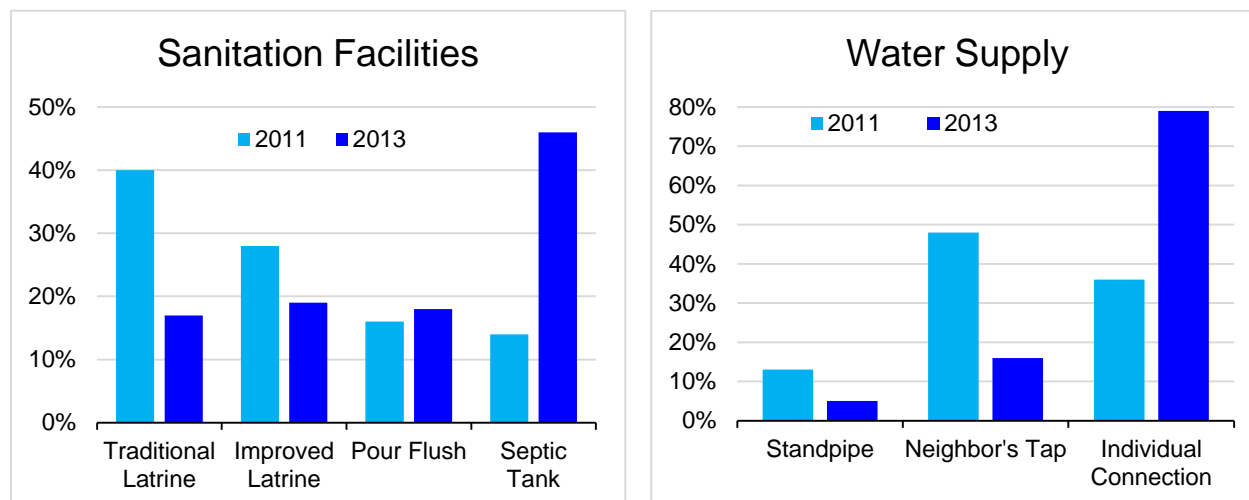 Sanitation Facilities
50%
40%
30%
20%
10%
0%
2011 2013
Traditional
Latrine
Improved
Latrine
Pour Flush
Septic
Tank
Water Supply
80%
70%
60%
50%
40%
30%
20%
10%
0%
2011 2013
Standpipe
Neighbor's Tap
Individual
Connection